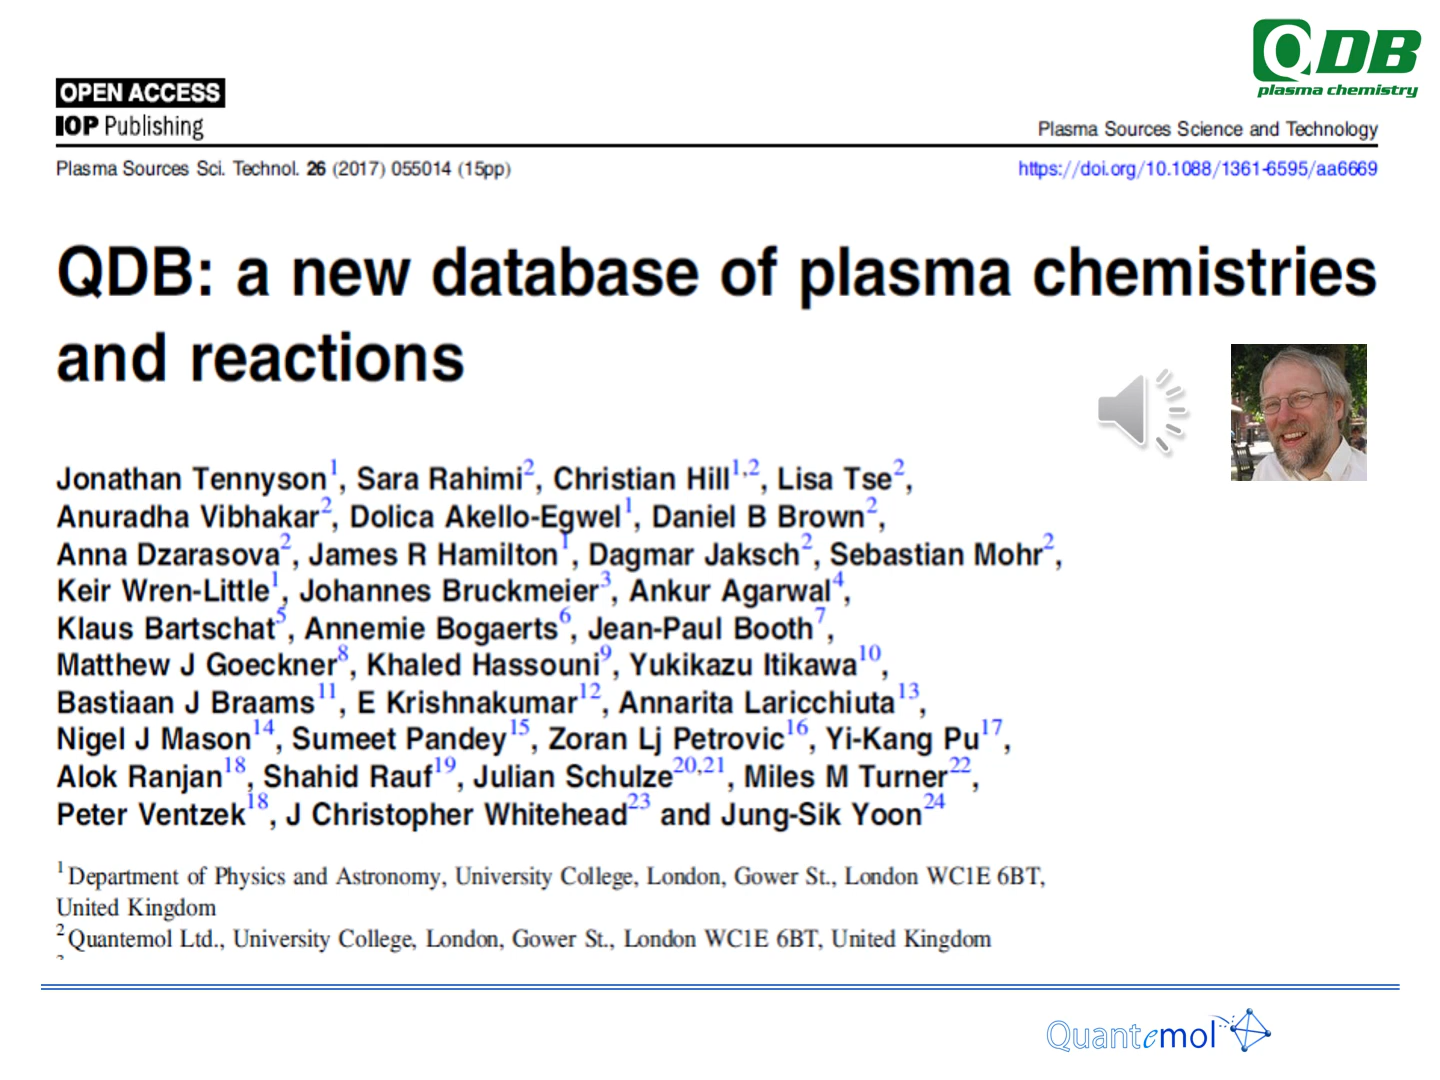 QDB
plasma chemistry
OPEN ACCESS
IOP Publishing
Plasma Sources Science and Technology
Plasma Sources Sci. Technol. 26 (2017) 055014 (15pp)
https://doi.org/10.1088/1361-6595/aa6669
QDB: a new database of plasma chemistries
and reactions
Jonathan Tennyson1, Sara Rahimi2, Christian Hill1,2, Lisa Tse2,
Anuradha Vibhakar2, Dolica Akello-Egwel1, Daniel B Brown2,
Anna Dzarasova2, James R Hamilton1, Dagmar Jaksch2, Sebastian Mohr2,
Keir Wren-Little1, Johannes Bruckmeier3, Ankur Agarwal4,
Klaus Bartschat5, Annemie Bogaerts6, Jean-Paul Booth7,
Matthew J Goeckner8, Khaled Hassouni9, Yukikazu Itikawa10,
Bastiaan J Braams11, E Krishnakumar12, Annarita Laricchiuta13,
Nigel J Mason14, Sumeet Pandey15, Zoran Lj Petrovic16, Yi-Kang Pu17,
Alok Ranjan18, Shahid Rauf19, Julian Schulze20,21, Miles M Turner22,
Peter Ventzek18, J Christopher Whitehead23 and Jung-Sik Yoon24
1 Department of Physics and Astronomy, University College, London, Gower St., London WC1E 6BT,
United Kingdom
2 Quantemol Ltd., University College, London, Gower St., London WC1E 6BT, United Kingdom
Quantemol